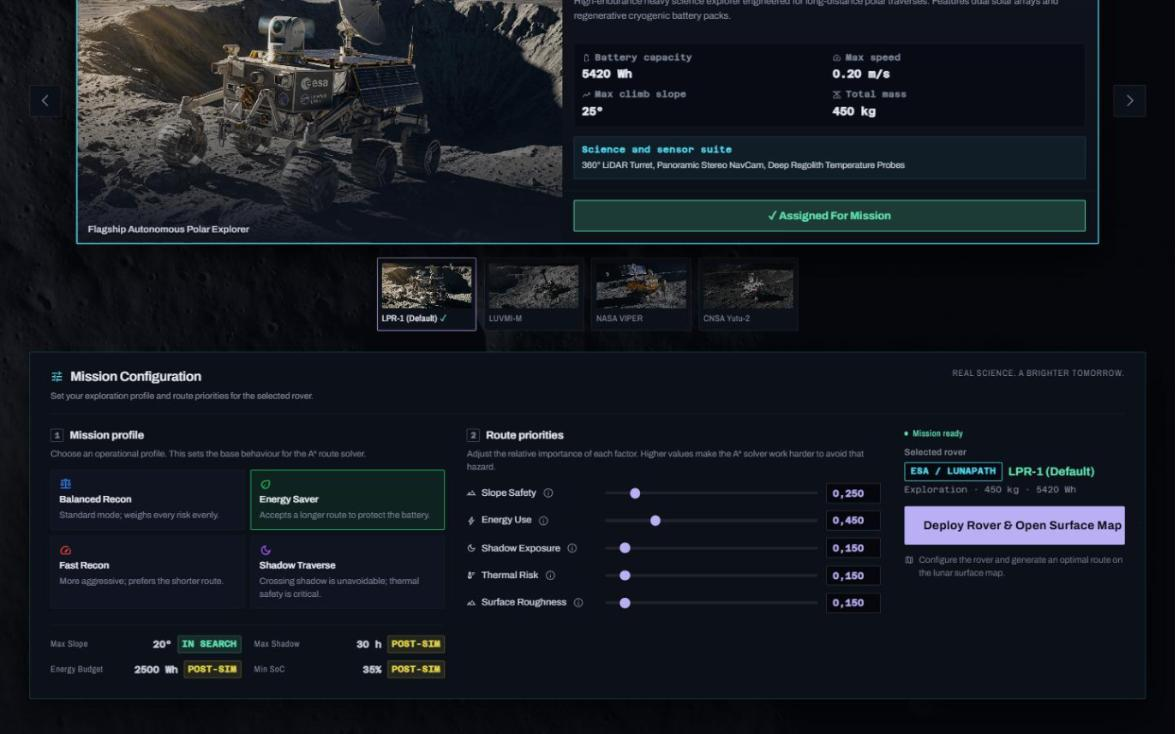 High-endurance heavy science explorer engineered for long-distance polar traverses. Features dual solar arrays and
regenerative cryogenic battery packs.
Battery capacity
5420 Wh
Max speed
0.20 m/s
Max climb slope
25°
Total mass
450 kg
Science and sensor suite
360° LiDAR Turret, Panoramic Stereo NavCam, Deep Regolith Temperature Probes
✓ Assigned For Mission
esa
Flagship Autonomous Polar Explorer
LPR-1 (Default) ✓
LUVMI-M
NASA VIPER
CNSA Yutu-2
Mission Configuration
REAL SCIENCE. A BRIGHTER TOMORROW.
Set your exploration profile and route priorities for the selected rover.
1 Mission profile
Choose an operational profile. This sets the base behaviour for the A* route solver.
Balanced Recon
Standard mode; weighs every risk evenly.
Energy Saver
Accepts a longer route to protect the battery.
Fast Recon
More aggressive; prefers the shorter route.
Shadow Traverse
Crossing shadow is unavoidable; thermal
safety is critical.
Max Slope 20° IN SEARCH
Max Shadow 30 h POST-SIM
Energy Budget 2500 Wh POST-SIM
Min SoC 35% POST-SIM
2 Route priorities
Adjust the relative importance of each factor. Higher values make the A* solver work harder to avoid that
hazard.
Slope Safety 0,250
Energy Use 0,450
Shadow Exposure 0,150
Thermal Risk 0,150
Surface Roughness 0,150
• Mission ready
Selected rover
ESA / LUNAPATH LPR-1 (Default)
Exploration · 450 kg · 5420 Wh
Deploy Rover & Open Surface Map
Configure the rover and generate an optimal route on
the lunar surface map.